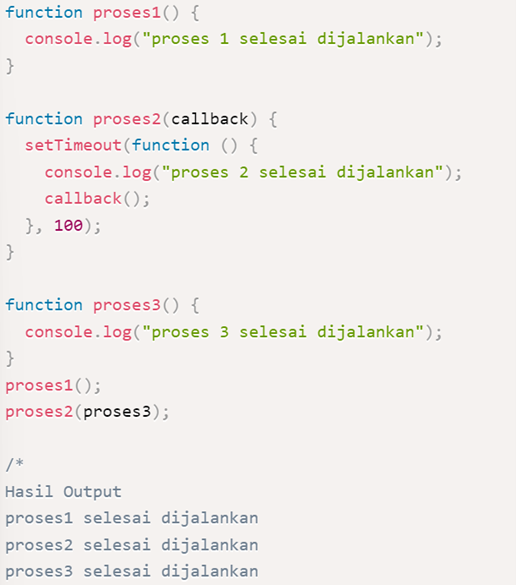 function proses1() {
  console.log("proses 1 selesai dijalankan");
}

function proses2(callback) {
  setTimeout(function () {
    console.log("proses 2 selesai dijalankan");
    callback();
  }, 100);
}

function proses3() {
  console.log("proses 3 selesai dijalankan");
}
proses1();
proses2(proses3);

/*
Hasil Output
proses1 selesai dijalankan
proses2 selesai dijalankan
proses3 selesai dijalankan